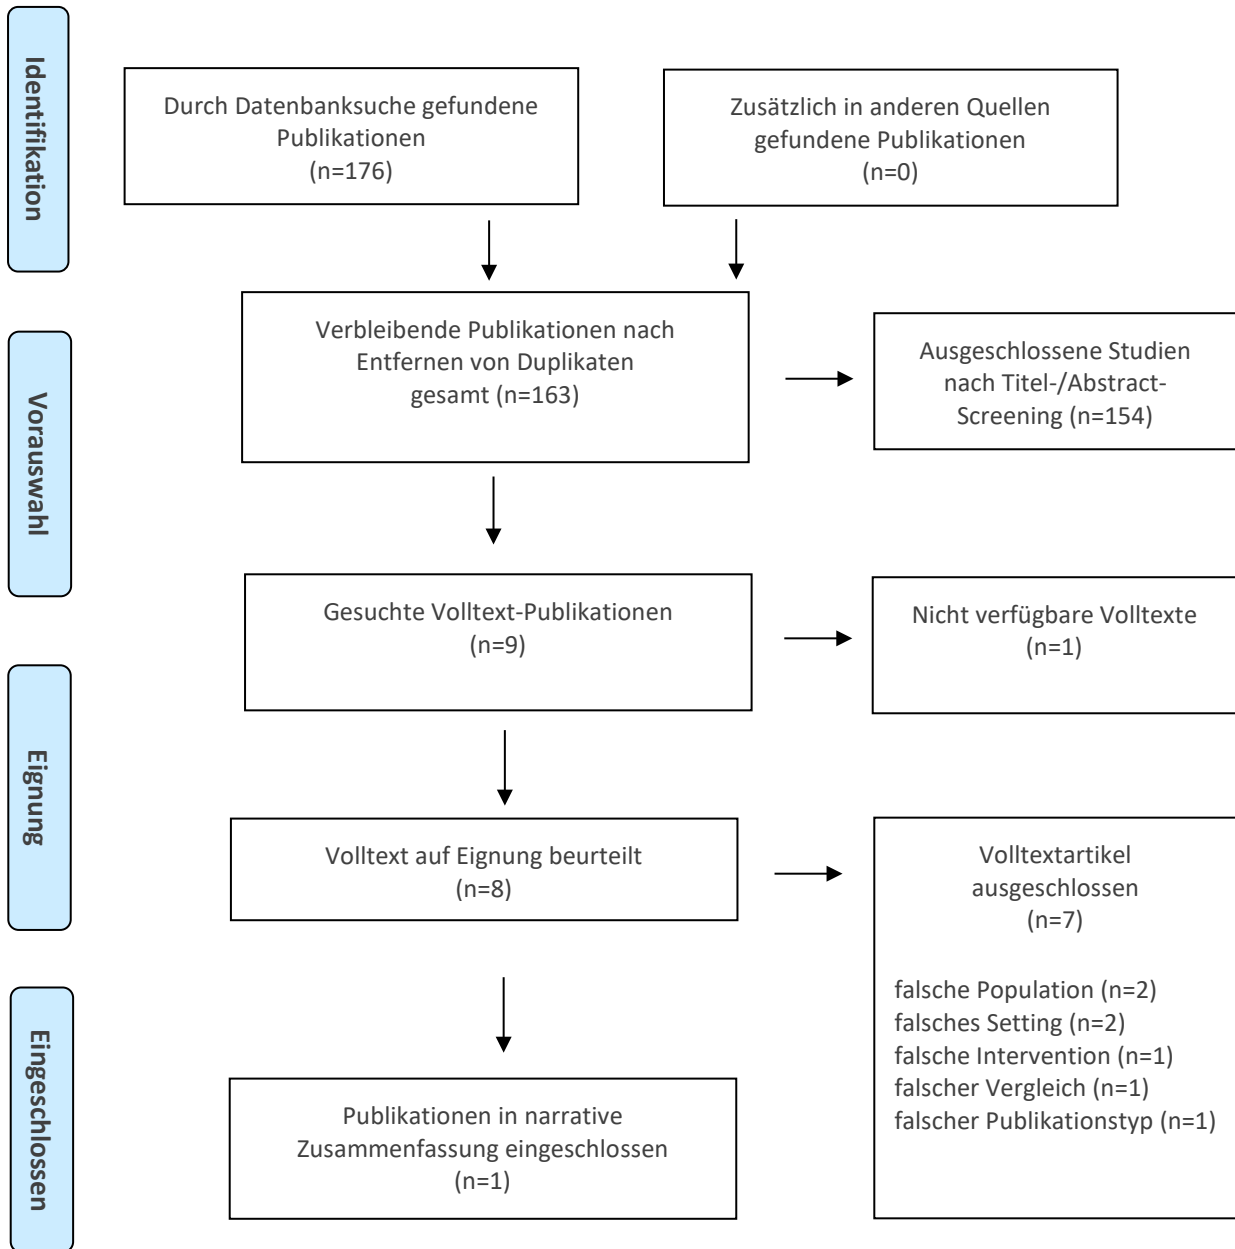 Identifikation
Durch Datenbanksuche gefundene
Publikationen
(n=176)
Zusätzlich in anderen Quellen
gefundene Publikationen
(n=0)
Vorauswahl
Verbleibende Publikationen nach
Entfernen von Duplikaten
gesamt (n=163)
Ausgeschlossene Studien
nach Titel-/Abstract-
Screening (n=154)
Gesuchte Volltext-Publikationen
(n=9)
Nicht verfügbare Volltexte
(n=1)
Eignung
Volltext auf Eignung beurteilt
(n=8)
Volltextartikel
ausgeschlossen
(n=7)
falsche Population (n=2)
falsches Setting (n=2)
falsche Intervention (n=1)
falscher Vergleich (n=1)
falscher Publikationstyp (n=1)
Eingeschlossen
Publikationen in narrative
Zusammenfassung eingeschlossen
(n=1)